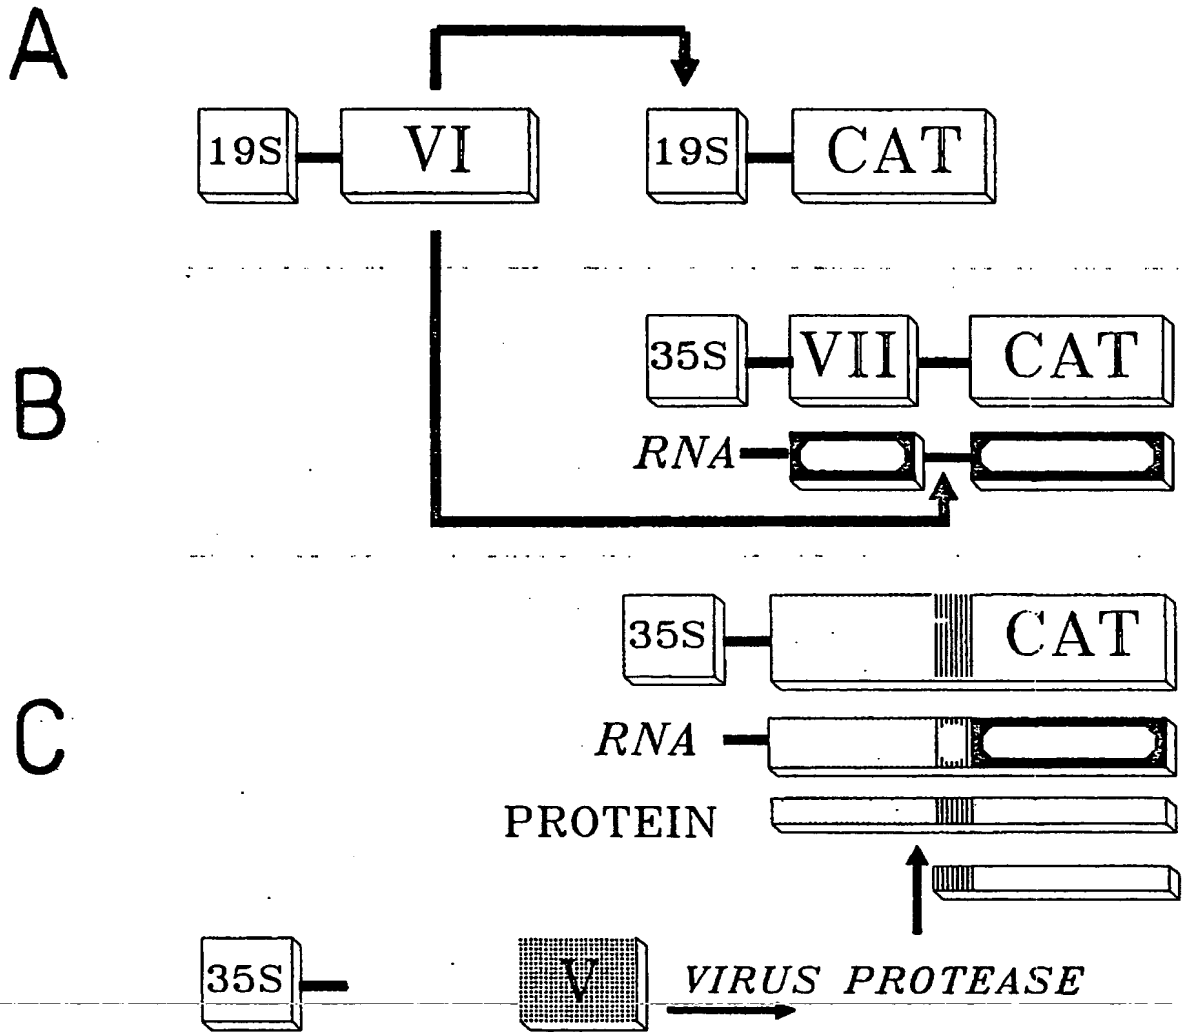 A
19S VI 19S CAT
B
35S VII CAT
RNA
C
35S CAT
RNA
PROTEIN
35S V VIRUS PROTEASE